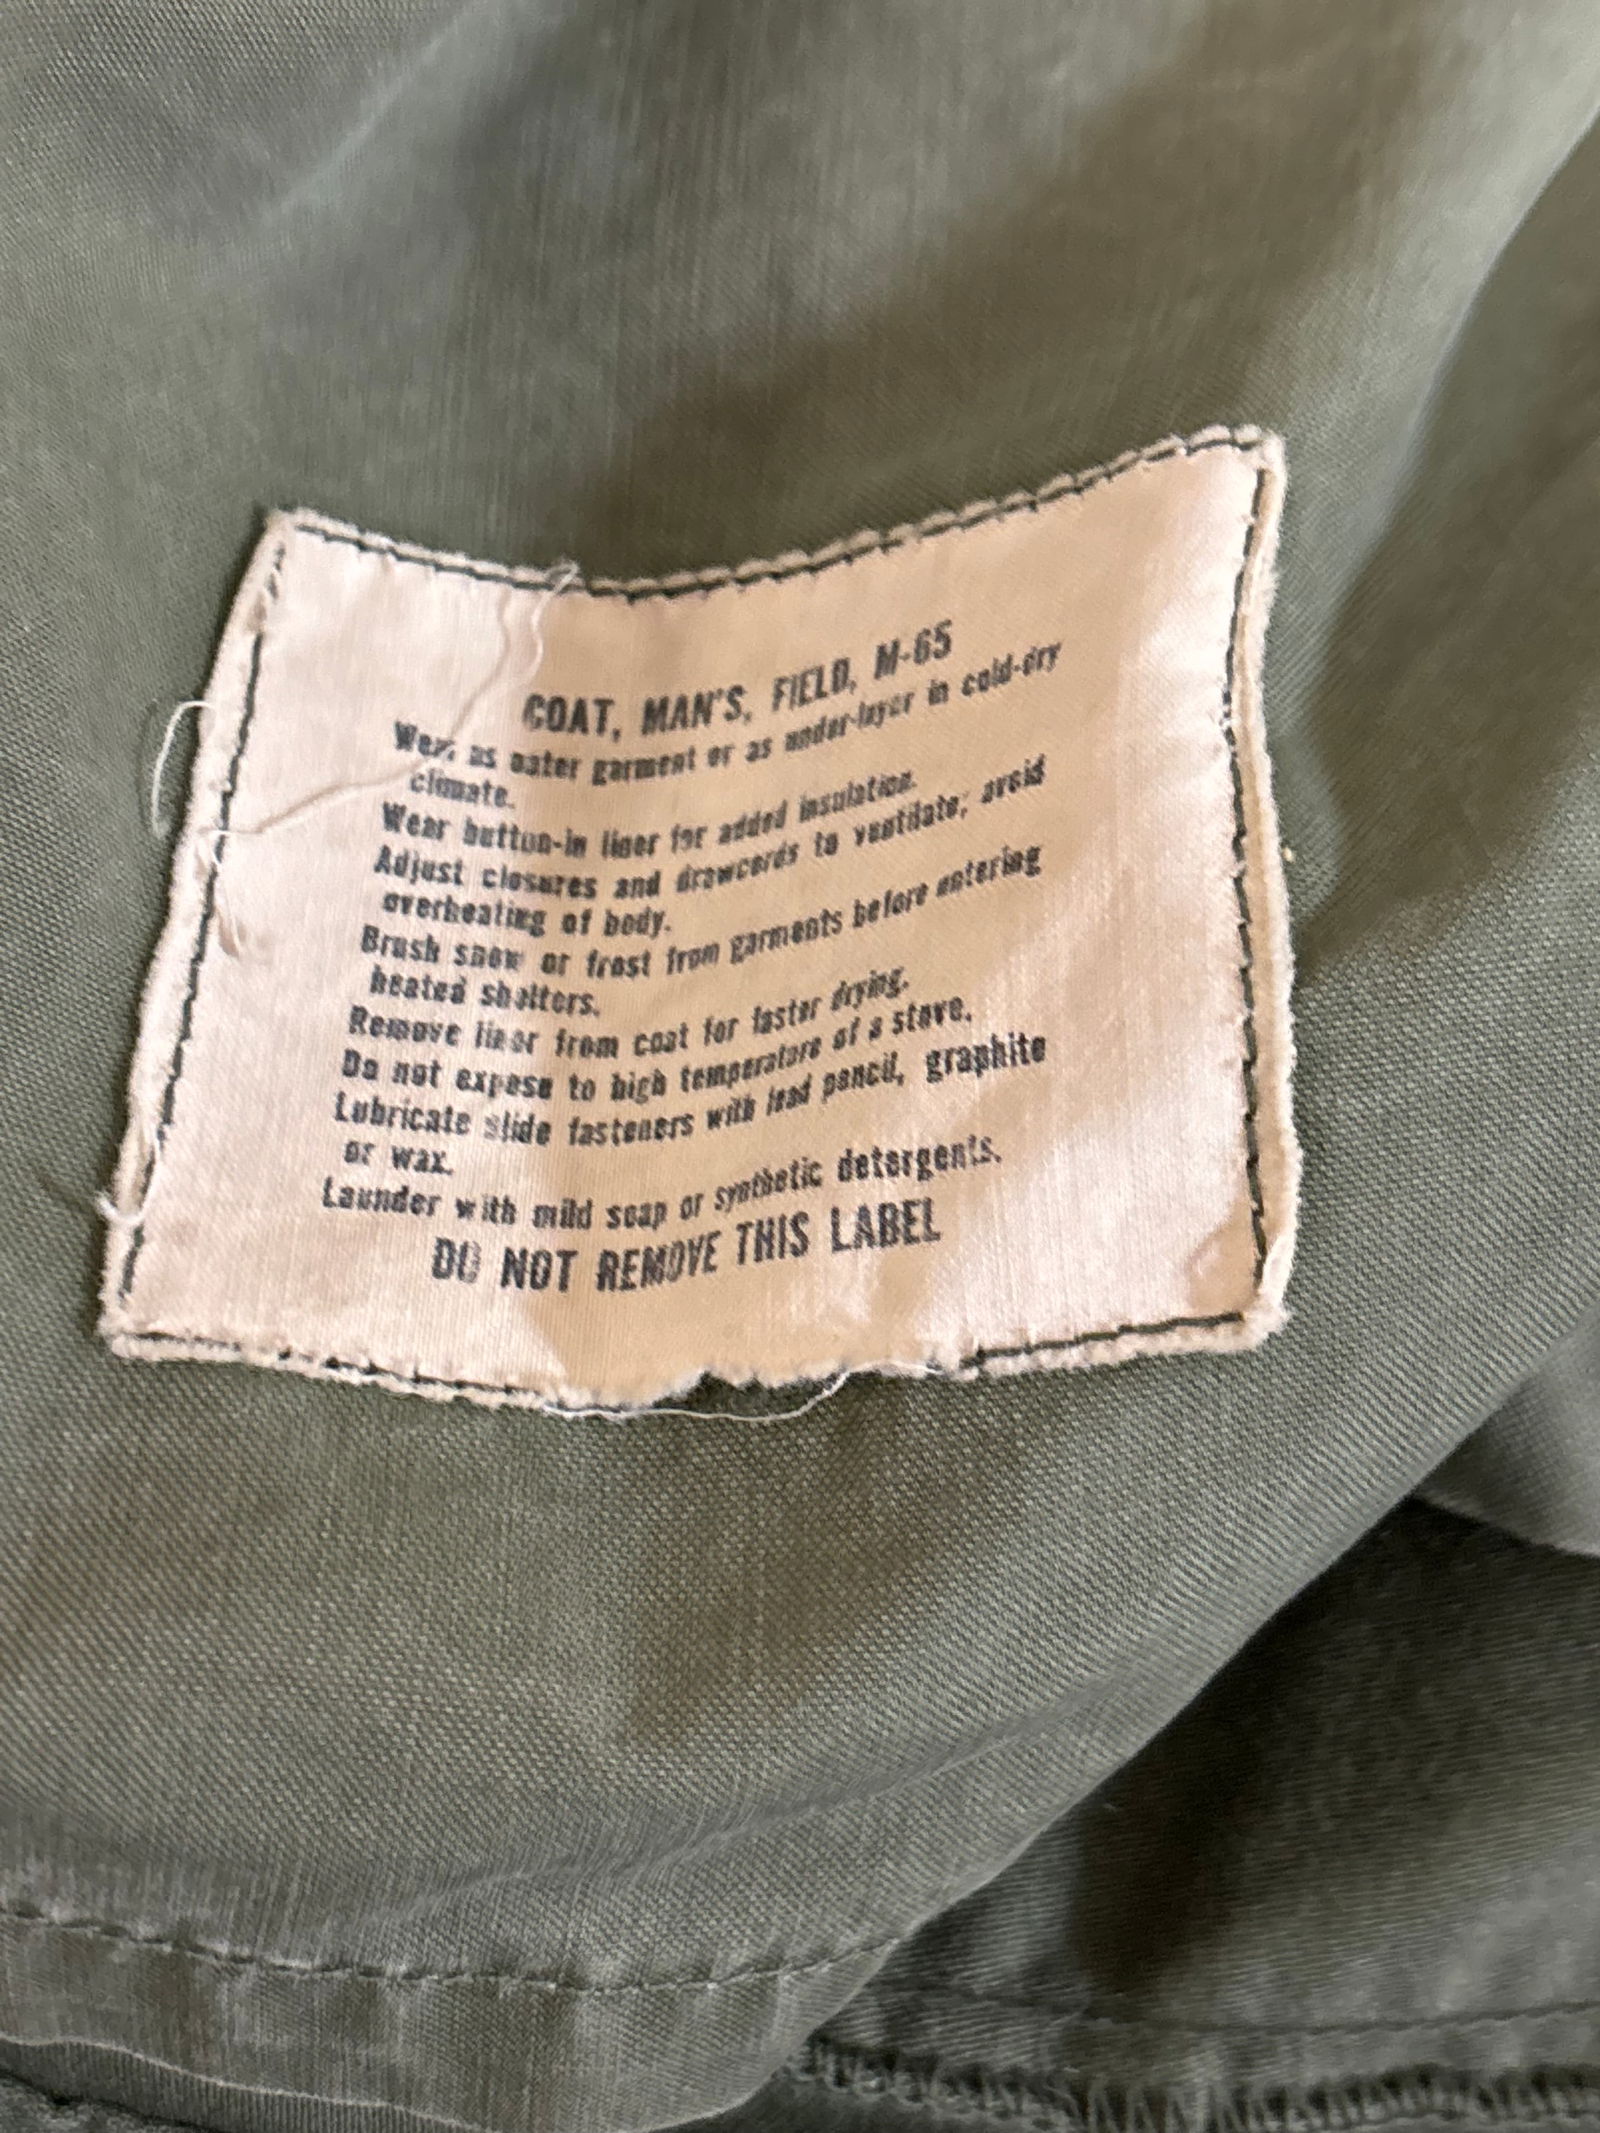 COAT, MAN'S, FIELD, M-65
Wear as outer garment or as under-layer in cold-dry
climate.
Wear button-in liner for added insulation.
Adjust closures and drawcords to ventilate; avoid
overheating of body.
Brush snow or frost from garments before entering
heated shelters.
Remove liner from coat for faster drying.
Do not expose to high temperature of a stove.
Lubricate slide fasteners with lead pencil, graphite
or wax.
Launder with mild soap or synthetic detergents.
DO NOT REMOVE THIS LABEL